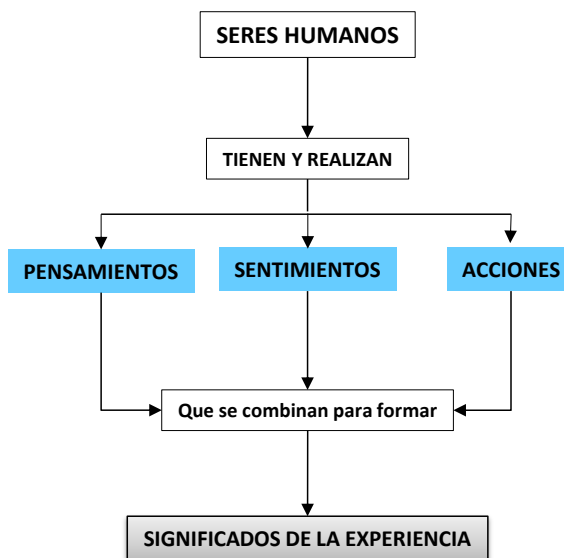 SERES HUMANOS
TIENEN Y REALIZAN
PENSAMIENTOS
SENTIMIENTOS
ACCIONES
Que se combinan para formar
SIGNIFICADOS DE LA EXPERIENCIA